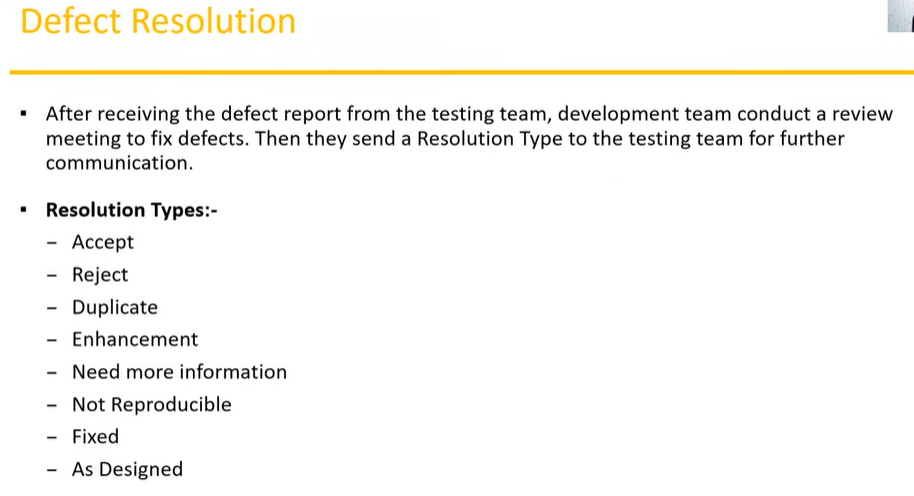 Defect Resolution
▪ After receiving the defect report from the testing team, development team conduct a review
meeting to fix defects. Then they send a Resolution Type to the testing team for further
communication.
▪ Resolution Types:-
– Accept
– Reject
– Duplicate
– Enhancement
– Need more information
– Not Reproducible
– Fixed
– As Designed